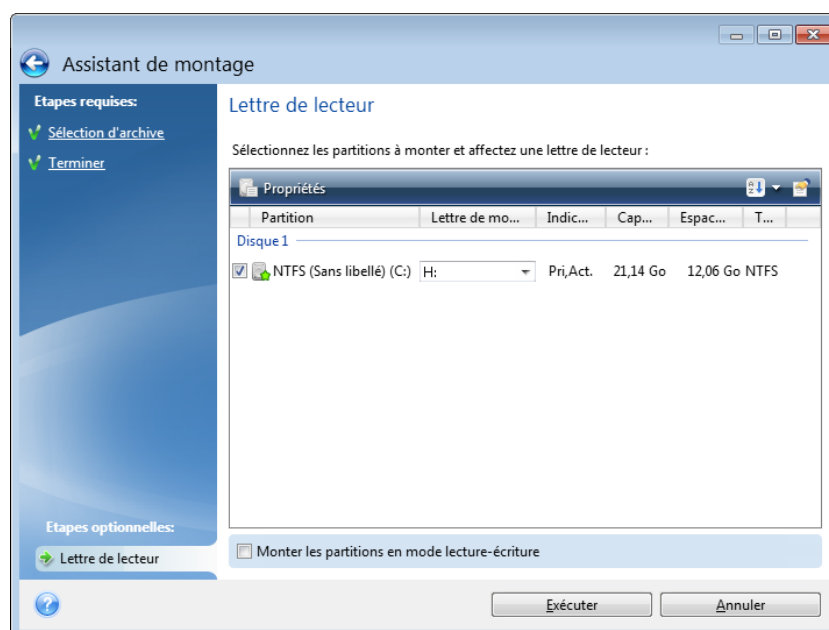 Assistant de montage
Etapes requises:
Sélection d'archive
Terminer
Lettre de lecteur
Sélectionnez les partitions à monter et affectez une lettre de lecteur :
Propriétés
Partition Lettre de mo... Indic... Cap... Espac... T...
Disque 1
NTFS (Sans libellé) (C:) H: Pri,Act. 21,14 Go 12,06 Go NTFS
Etapes optionnelles:
Lettre de lecteur
Monter les partitions en mode lecture-écriture
Exécuter Annuler